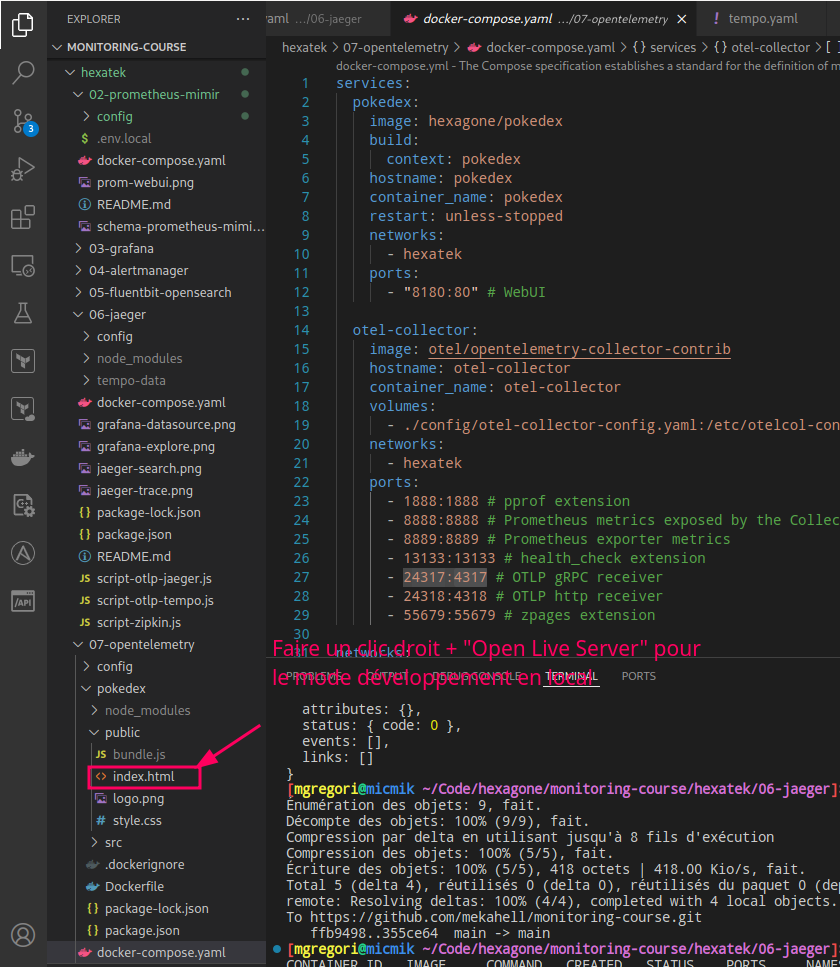 EXPLORER
MONITORING-COURSE
hexatek
02-prometheus-mimir
config
$ .env.local
docker-compose.yaml
prom-webui.png
README.md
schema-prometheus-mimi...
03-grafana
04-alertmanager
05-fluentbit-opensearch
06-jaeger
config
node_modules
tempo-data
docker-compose.yaml
grafana-datasource.png
grafana-explore.png
jaeger-search.png
jaeger-trace.png
{} package-lock.json
{} package.json
README.md
JS script-otlp-jaeger.js
JS script-otlp-tempo.js
JS script-zipkin.js
07-opentelemetry
config
pokedex
node_modules
public
JS bundle.js
<> index.html
logo.png
# style.css
src
.dockerignore
Dockerfile
{} package-lock.json
{} package.json
docker-compose.yaml
3
/API
yaml .../06-jaeger
docker-compose.yaml .../07-opentelemetry ×
! tempo.yaml
hexatek > 07-opentelemetry > docker-compose.yaml > {} services > {} otel-collector > [
docker-compose.yml - The Compose specification establishes a standard for the definition of m
1 services:
2 pokedex:
3 image: hexagone/pokedex
4 build:
5 context: pokedex
6 hostname: pokedex
7 container_name: pokedex
8 restart: unless-stopped
9 networks:
10 - hexatek
11 ports:
12 - "8180:80" # WebUI
13
14 otel-collector:
15 image: otel/opentelemetry-collector-contrib
16 hostname: otel-collector
17 container_name: otel-collector
18 volumes:
19 - ./config/otel-collector-config.yaml:/etc/otelcol-con
20 networks:
21 - hexatek
22 ports:
23 - 1888:1888 # pprof extension
24 - 8888:8888 # Prometheus metrics exposed by the Collec
25 - 8889:8889 # Prometheus exporter metrics
26 - 13133:13133 # health_check extension
27 - 24317:4317 # OTLP gRPC receiver
28 - 24318:4318 # OTLP http receiver
29 - 55679:55679 # zpages extension
30
31 networks:
Faire un clic droit + "Open Live Server" pour
le mode développement en local
PROBLEMS OUTPUT DEBUG CONSOLE TERMINAL PORTS
attributes: {},
status: { code: 0 },
events: [],
links: []
}
[mgregori@micmik ~/Code/hexagone/monitoring-course/hexatek/06-jaeger]
Énumération des objets: 9, fait.
Décompte des objets: 100% (9/9), fait.
Compression par delta en utilisant jusqu'à 8 fils d'exécution
Compression des objets: 100% (5/5), fait.
Écriture des objets: 100% (5/5), 418 octets | 418.00 Kio/s, fait.
Total 5 (delta 4), réutilisés 0 (delta 0), réutilisés du paquet 0 (dep
remote: Resolving deltas: 100% (4/4), completed with 4 local objects.
To https://github.com/mekahell/monitoring-course.git
ffb9498..355ce64 main -> main
[mgregori@micmik ~/Code/hexagone/monitoring-course/hexatek/06-jaeger]
CONTAINER ID IMAGE COMMAND CREATED STATUS PORTS NAME